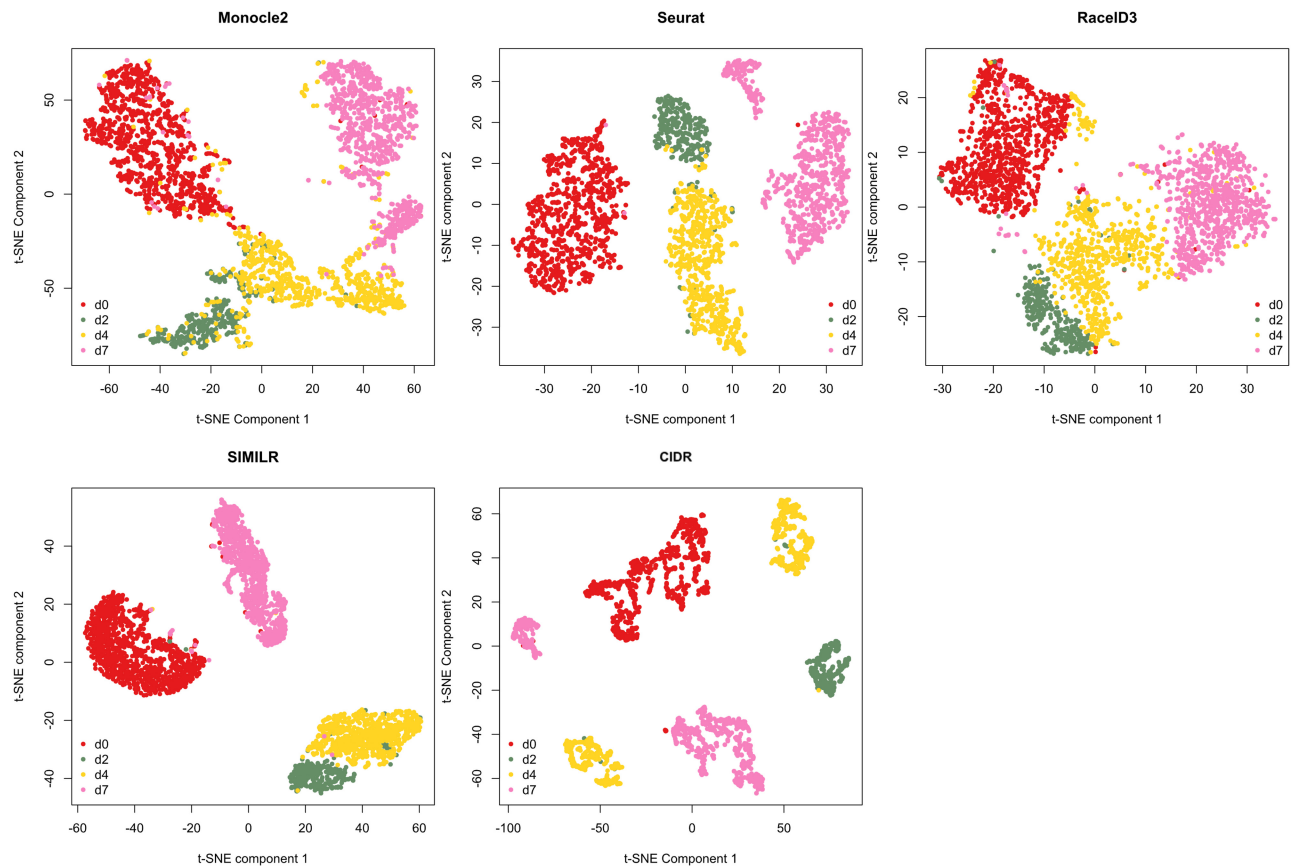 Monocle2
t-SNE Component 2
50
0
-50
d0
d2
d4
d7
-60 -40 -20 0 20 40 60
t-SNE Component 1
Seurat
t-SNE component 2
30
20
10
0
-10
-20
-30
d0
d2
d4
d7
-30 -20 -10 0 10 20 30
t-SNE component 1
RaceID3
t-SNE component 2
20
10
0
-10
-20
d0
d2
d4
d7
-30 -20 -10 0 10 20 30
t-SNE component 1
SIMILR
t-SNE component 2
40
20
0
-20
-40
d0
d2
d4
d7
-60 -40 -20 0 20 40 60
t-SNE component 1
CIDR
t-SNE Component 2
60
40
20
0
-20
-40
-60
d0
d2
d4
d7
-100 -50 0 50
t-SNE Component 1